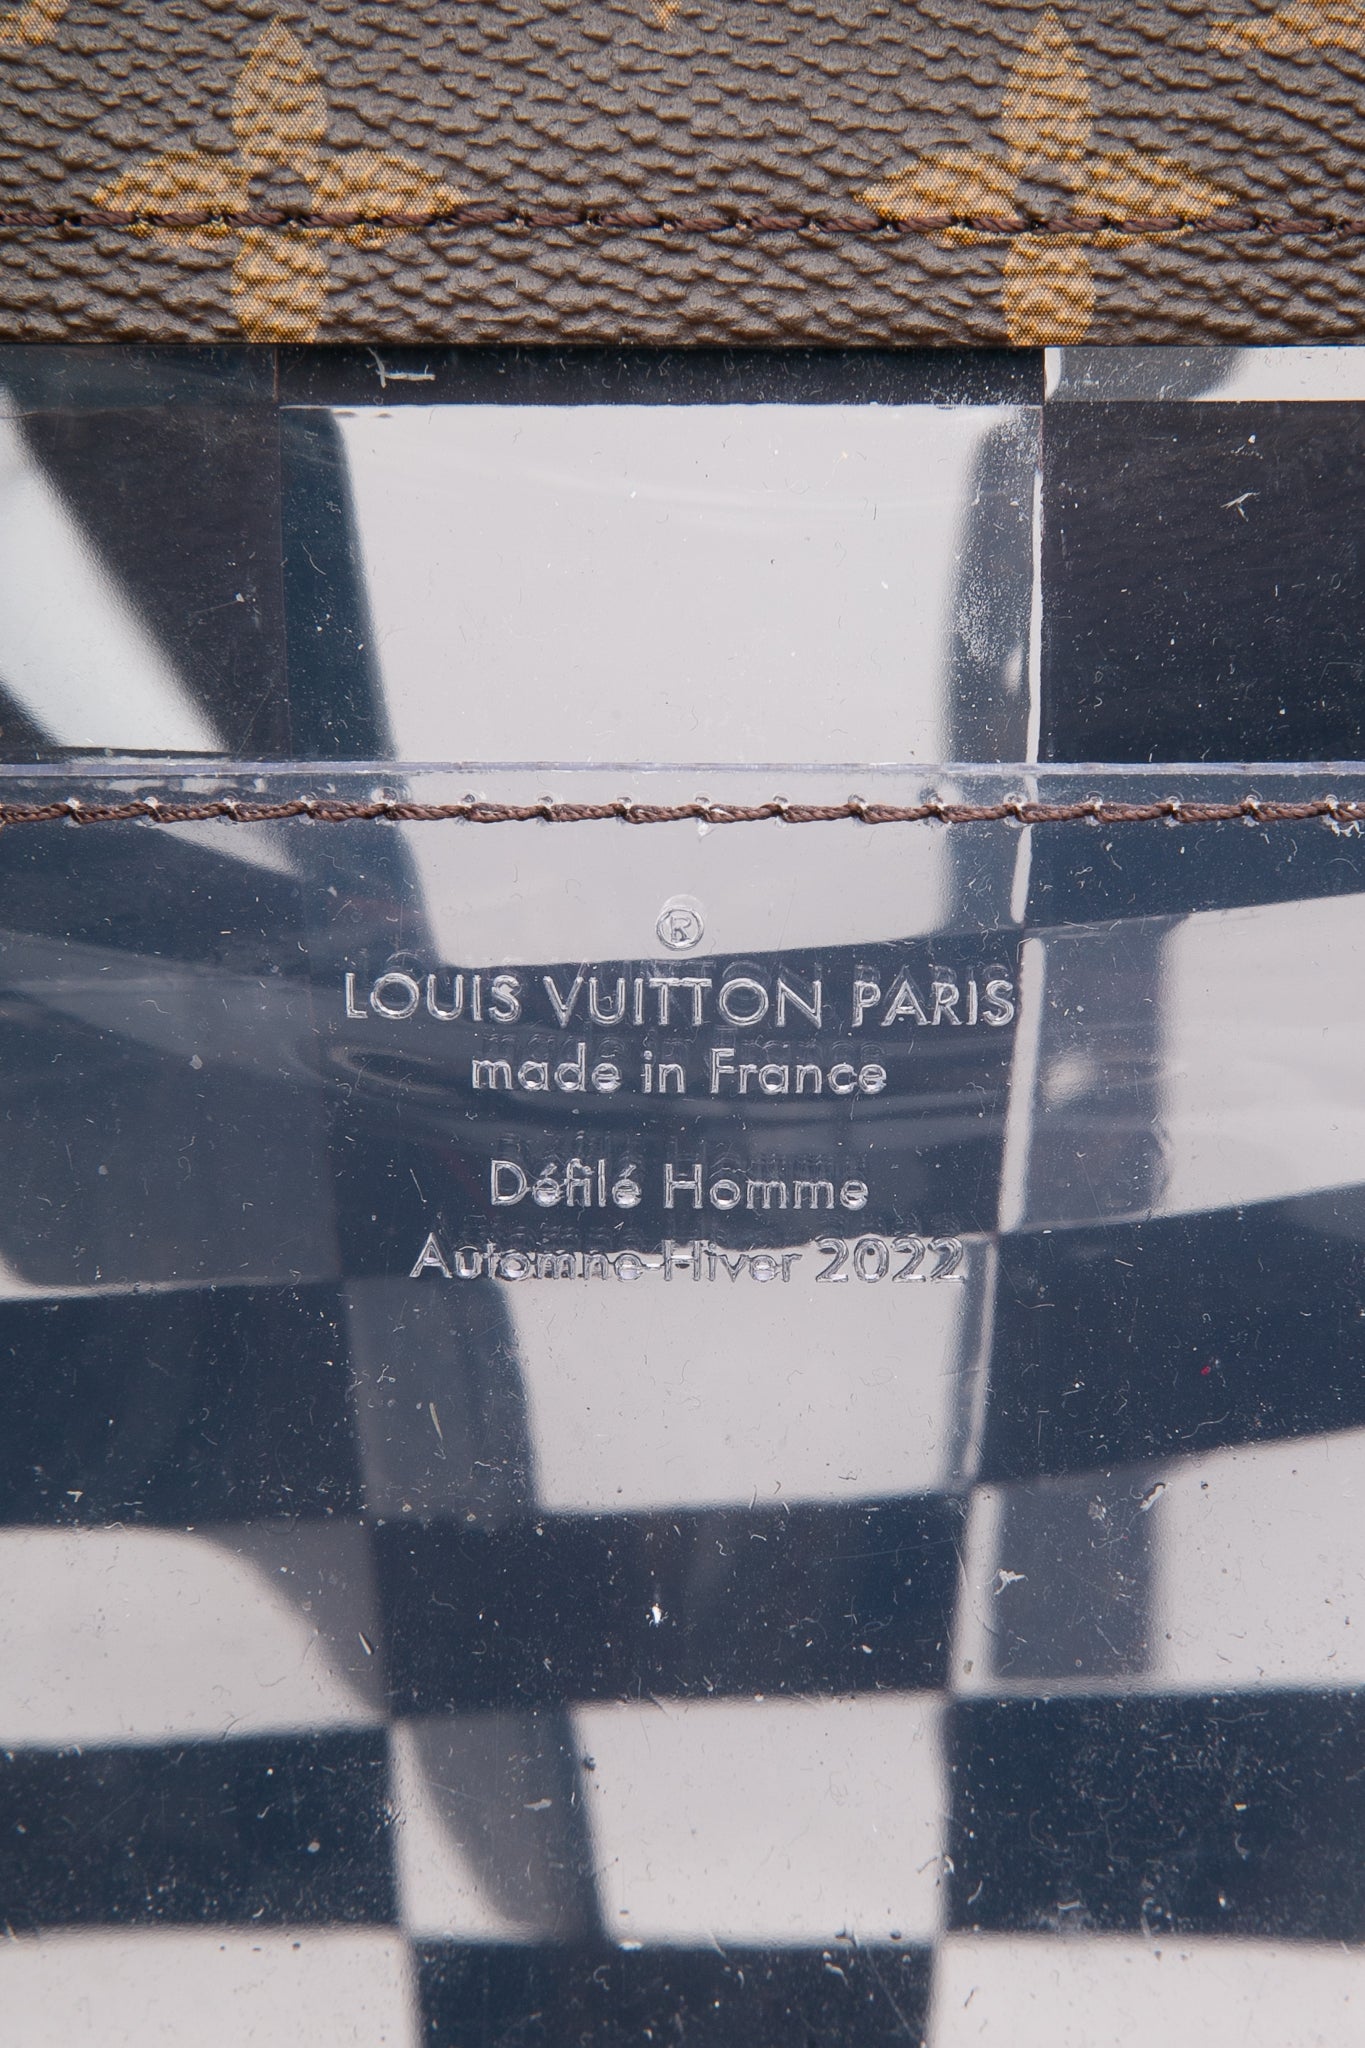 ®
LOUIS VUITTON PARIS
made in France
Défilé Homme
Automne-Hiver 2022